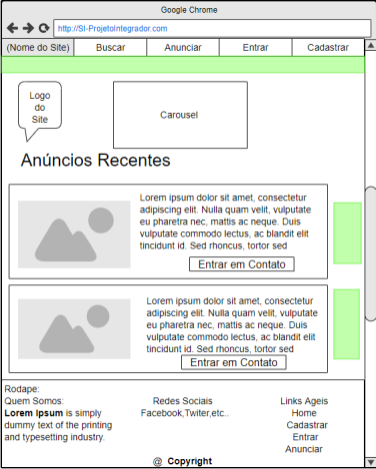 Google Chrome
http://SI-ProjetoIntegrador.com
(Nome do Site) Buscar Anunciar Entrar Cadastrar
Logo
do
Site
Carousel
Anúncios Recentes
Lorem ipsum dolor sit amet, consectetur
adipiscing elit. Nulla quam velit, vulputate
eu pharetra nec, mattis ac neque. Duis
vulputate commodo lectus, ac blandit elit
tincidunt id. Sed rhoncus, tortor sed
Entrar em Contato
Lorem ipsum dolor sit amet, consectetur
adipiscing elit. Nulla quam velit, vulputate
eu pharetra nec, mattis ac neque. Duis
vulputate commodo lectus, ac blandit elit
tincidunt id. Sed rhoncus, tortor sed
Entrar em Contato
Rodape:
Quem Somos: Redes Sociais Links Ageis
Lorem Ipsum is simply Facebook,Twiter,etc.. Home
dummy text of the printing Cadastrar
and typesetting industry. Entrar
Anunciar
@ Copyright